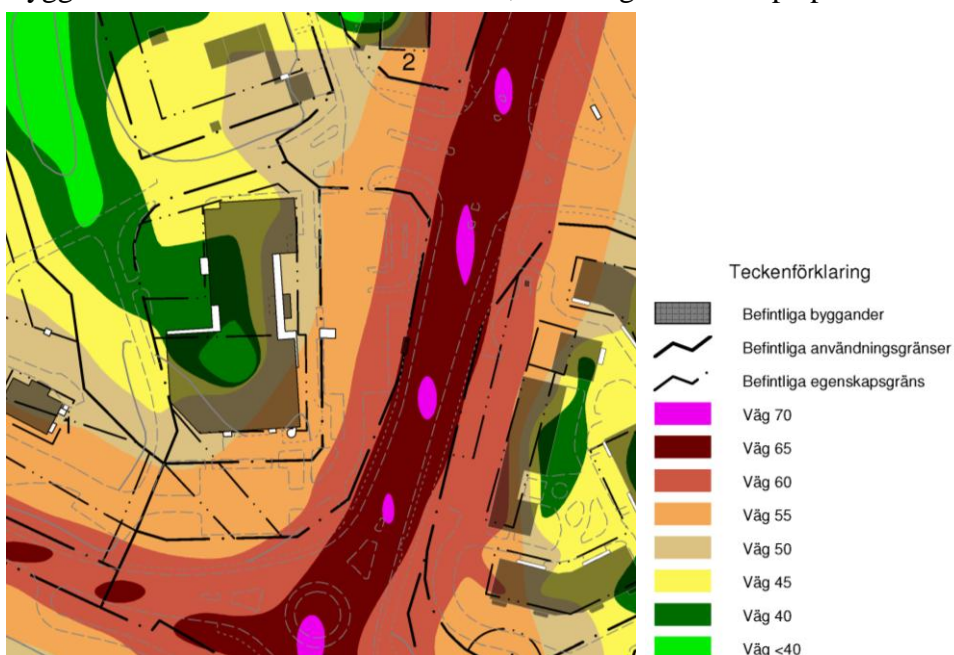 2
1
Teckenförklaring
Befintliga byggander
Befintliga användningsgränser
Befintliga egenskapsgräns
Väg 70
Väg 65
Väg 60
Väg 55
Väg 50
Väg 45
Väg 40
Väg <40